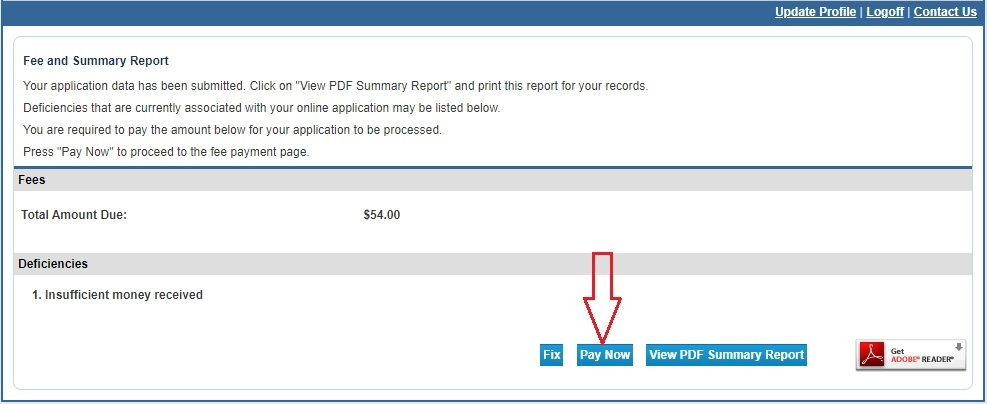 Update Profile | Logoff | Contact Us
Fee and Summary Report
Your application data has been submitted. Click on "View PDF Summary Report" and print this report for your records.
Deficiencies that are currently associated with your online application may be listed below.
You are required to pay the amount below for your application to be processed.
Press "Pay Now" to proceed to the fee payment page.
Fees
Total Amount Due: $54.00
Deficiencies
1. Insufficient money received
Fix Pay Now View PDF Summary Report
Get
ADOBE® READER®